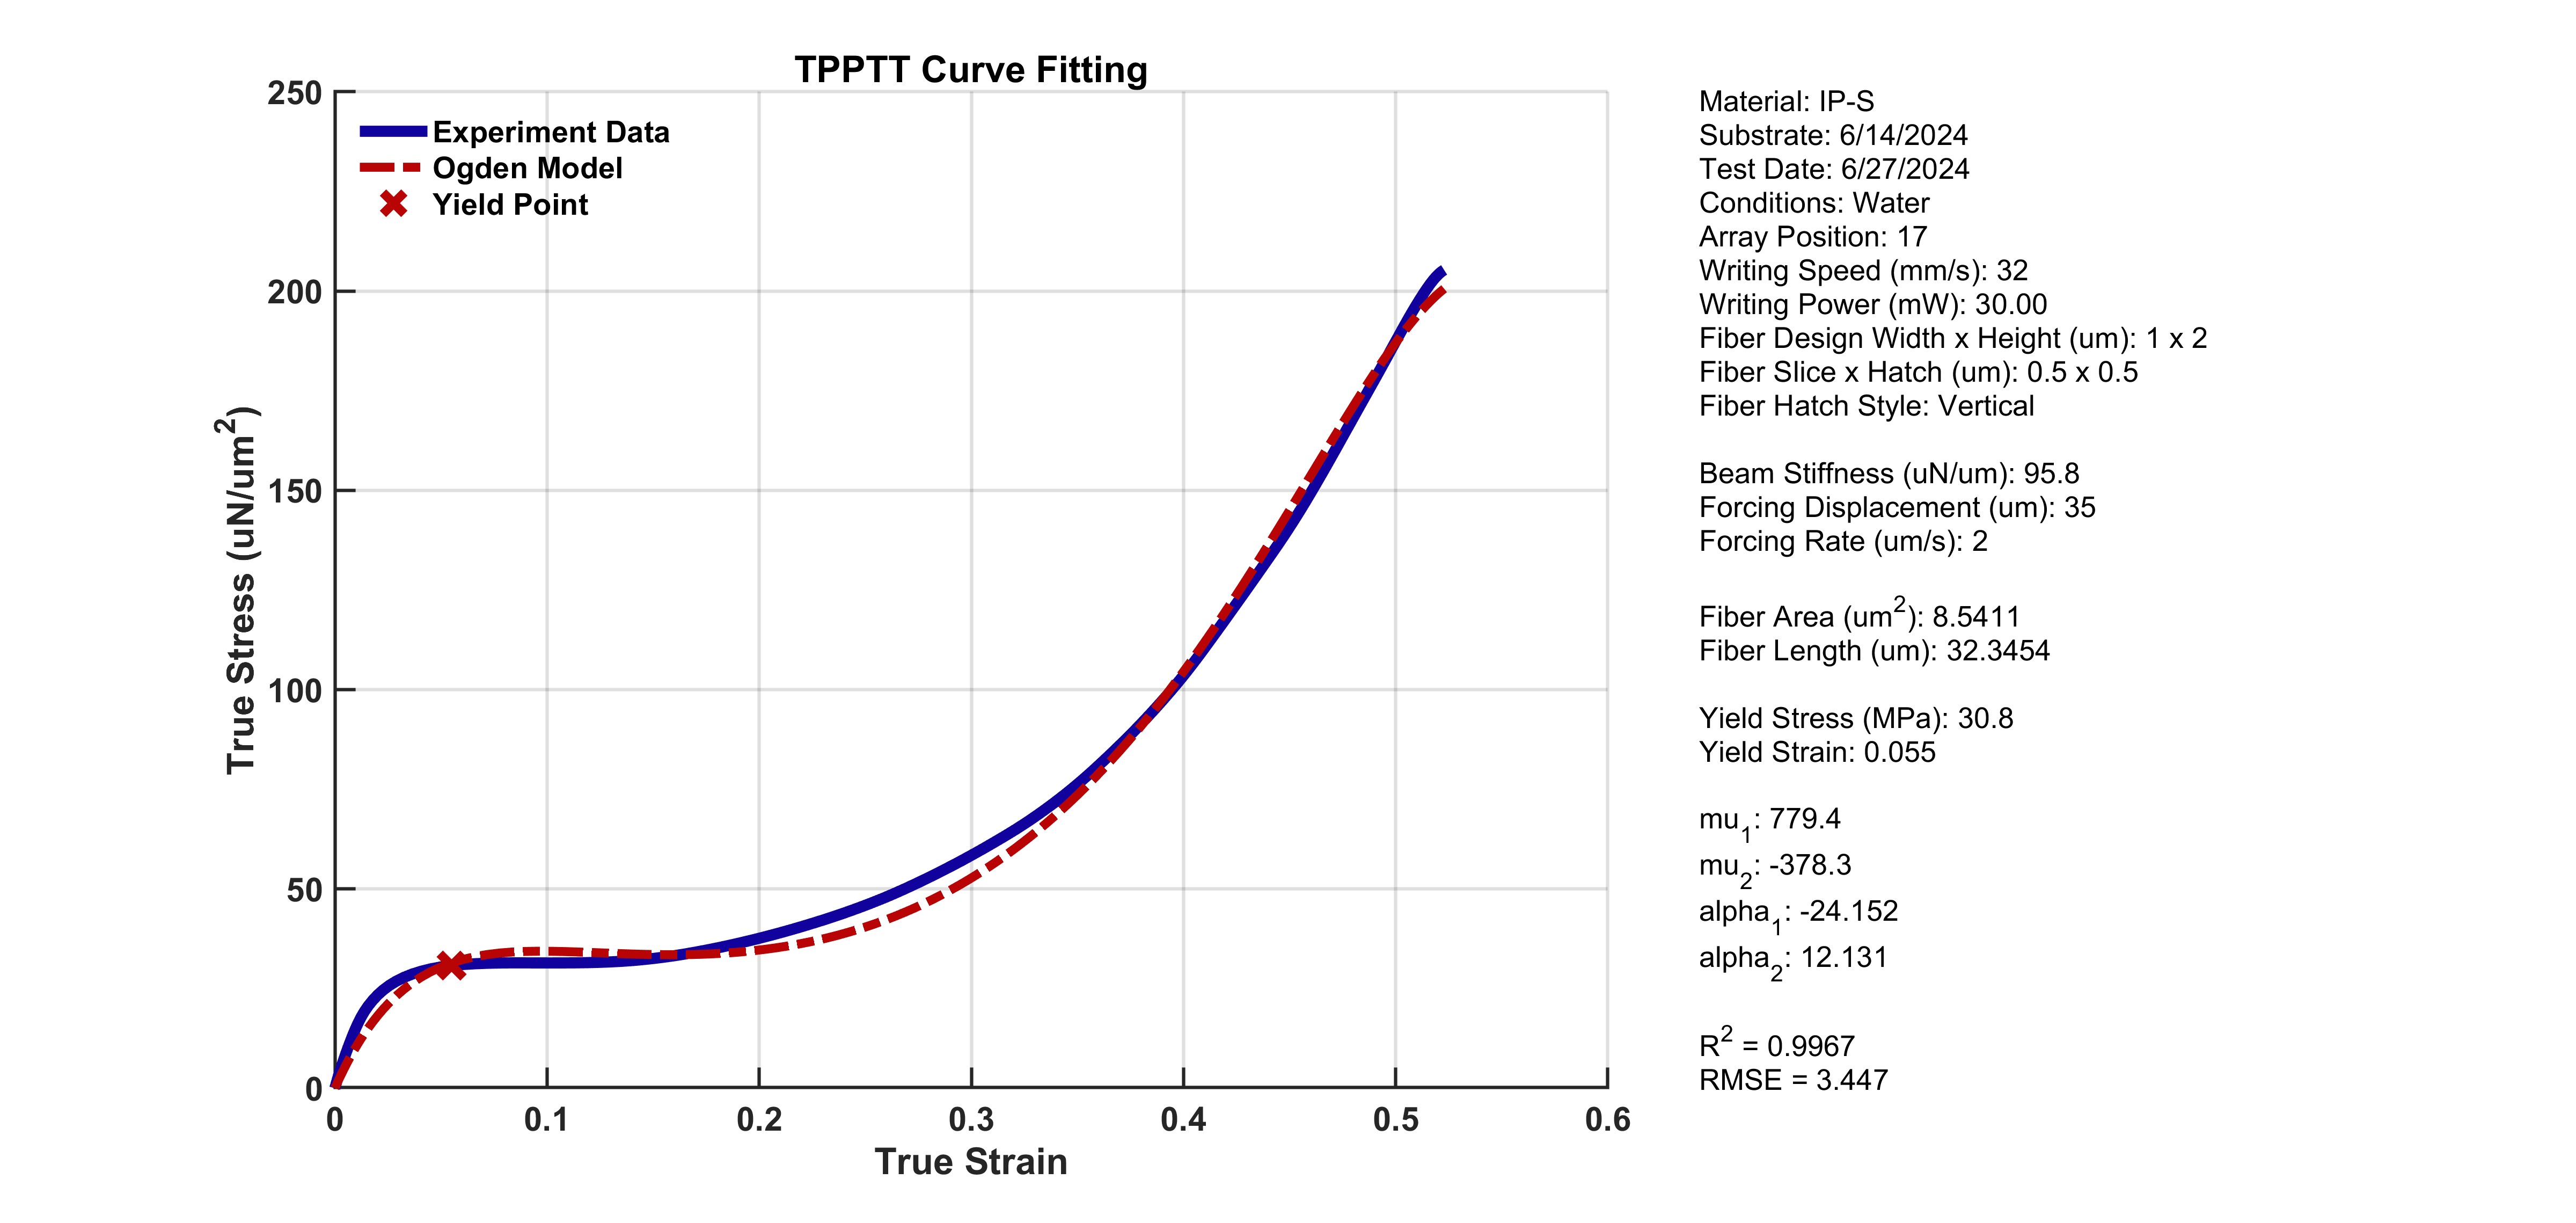 TPPTT Curve Fitting
250
200
150
100
50
0
True Stress (uN/um²)
Experiment Data
Ogden Model
Yield Point
0 0.1 0.2 0.3 0.4 0.5 0.6
True Strain
Material: IP-S
Substrate: 6/14/2024
Test Date: 6/27/2024
Conditions: Water
Array Position: 17
Writing Speed (mm/s): 32
Writing Power (mW): 30.00
Fiber Design Width x Height (um): 1 x 2
Fiber Slice x Hatch (um): 0.5 x 0.5
Fiber Hatch Style: Vertical
Beam Stiffness (uN/um): 95.8
Forcing Displacement (um): 35
Forcing Rate (um/s): 2
Fiber Area (um²): 8.5411
Fiber Length (um): 32.3454
Yield Stress (MPa): 30.8
Yield Strain: 0.055
mu₁: 779.4
mu₂: -378.3
alpha₁: -24.152
alpha₂: 12.131
R² = 0.9967
RMSE = 3.447